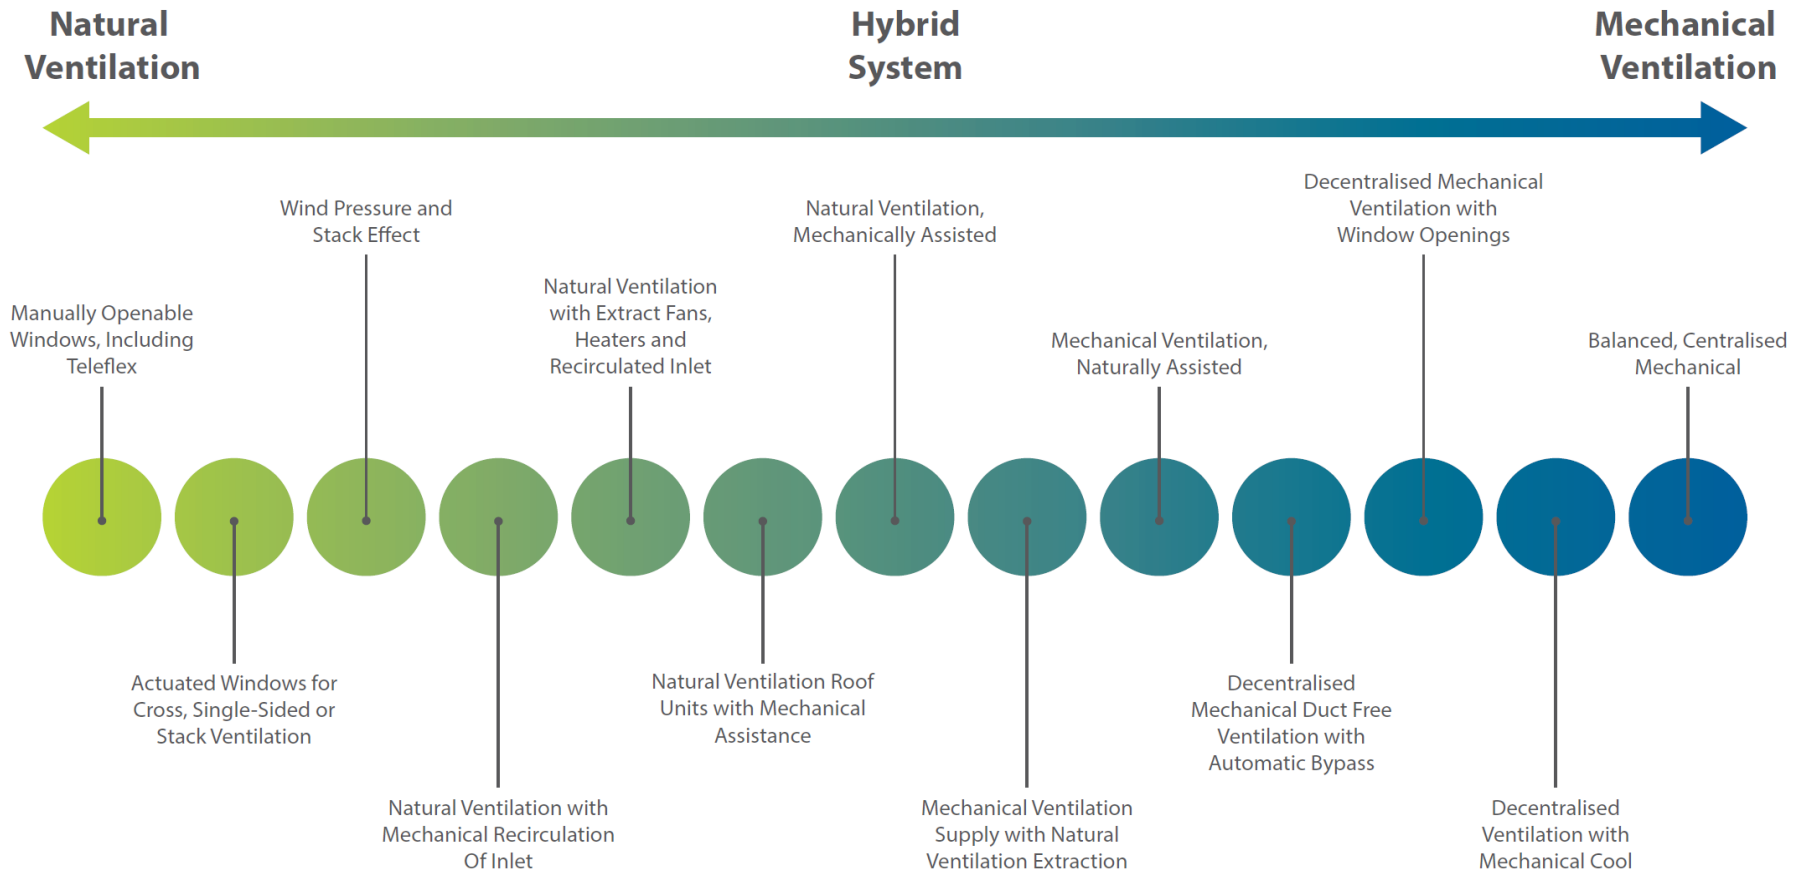 Natural
Ventilation
Hybrid
System
Mechanical
Ventilation
Manually Openable
Windows, Including
Teleflex
Actuated Windows for
Cross, Single-Sided or
Stack Ventilation
Wind Pressure and
Stack Effect
Natural Ventilation with
Mechanical Recirculation
Of Inlet
Natural Ventilation
with Extract Fans,
Heaters and
Recirculated Inlet
Natural Ventilation Roof
Units with Mechanical
Assistance
Natural Ventilation,
Mechanically Assisted
Mechanical Ventilation
Supply with Natural
Ventilation Extraction
Mechanical Ventilation,
Naturally Assisted
Decentralised
Mechanical Duct Free
Ventilation with
Automatic Bypass
Decentralised Mechanical
Ventilation with
Window Openings
Decentralised
Ventilation with
Mechanical Cool
Balanced, Centralised
Mechanical